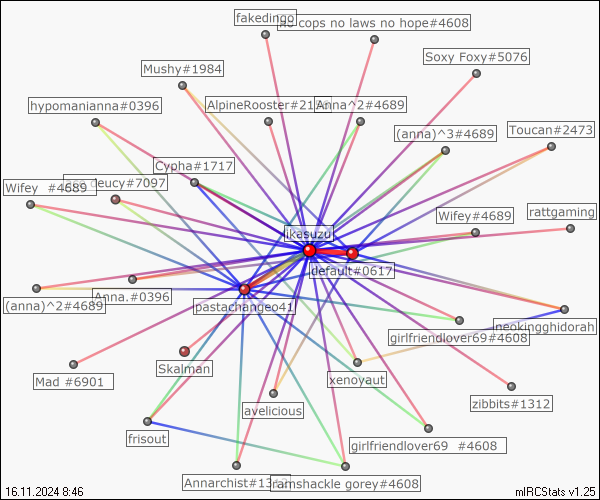 fakedingo
no cops no laws no hope#4608
Soxy Foxy#5076
Mushy#1984
hypomanianna#0396
AlpineRooster#21
Anna^2#4689
(anna)^3#4689
Toucan#2473
Cypha#1717
Wifey #4689
deucy#7097
Wifey#4689
rattgaming
ikasuzu
default#0617
Anna.#0396
(anna)^2#4689
pastachangeo41
neokingghidorah
girlfriendlover69#4608
Skalman
Mad #6901
xenoyaut
zibbits#1312
avelicious
frisout
girlfriendlover69 #4608
Annarchist#13
ramshackle gorey#4608
16.11.2024 8:46
mIRCStats v1.25